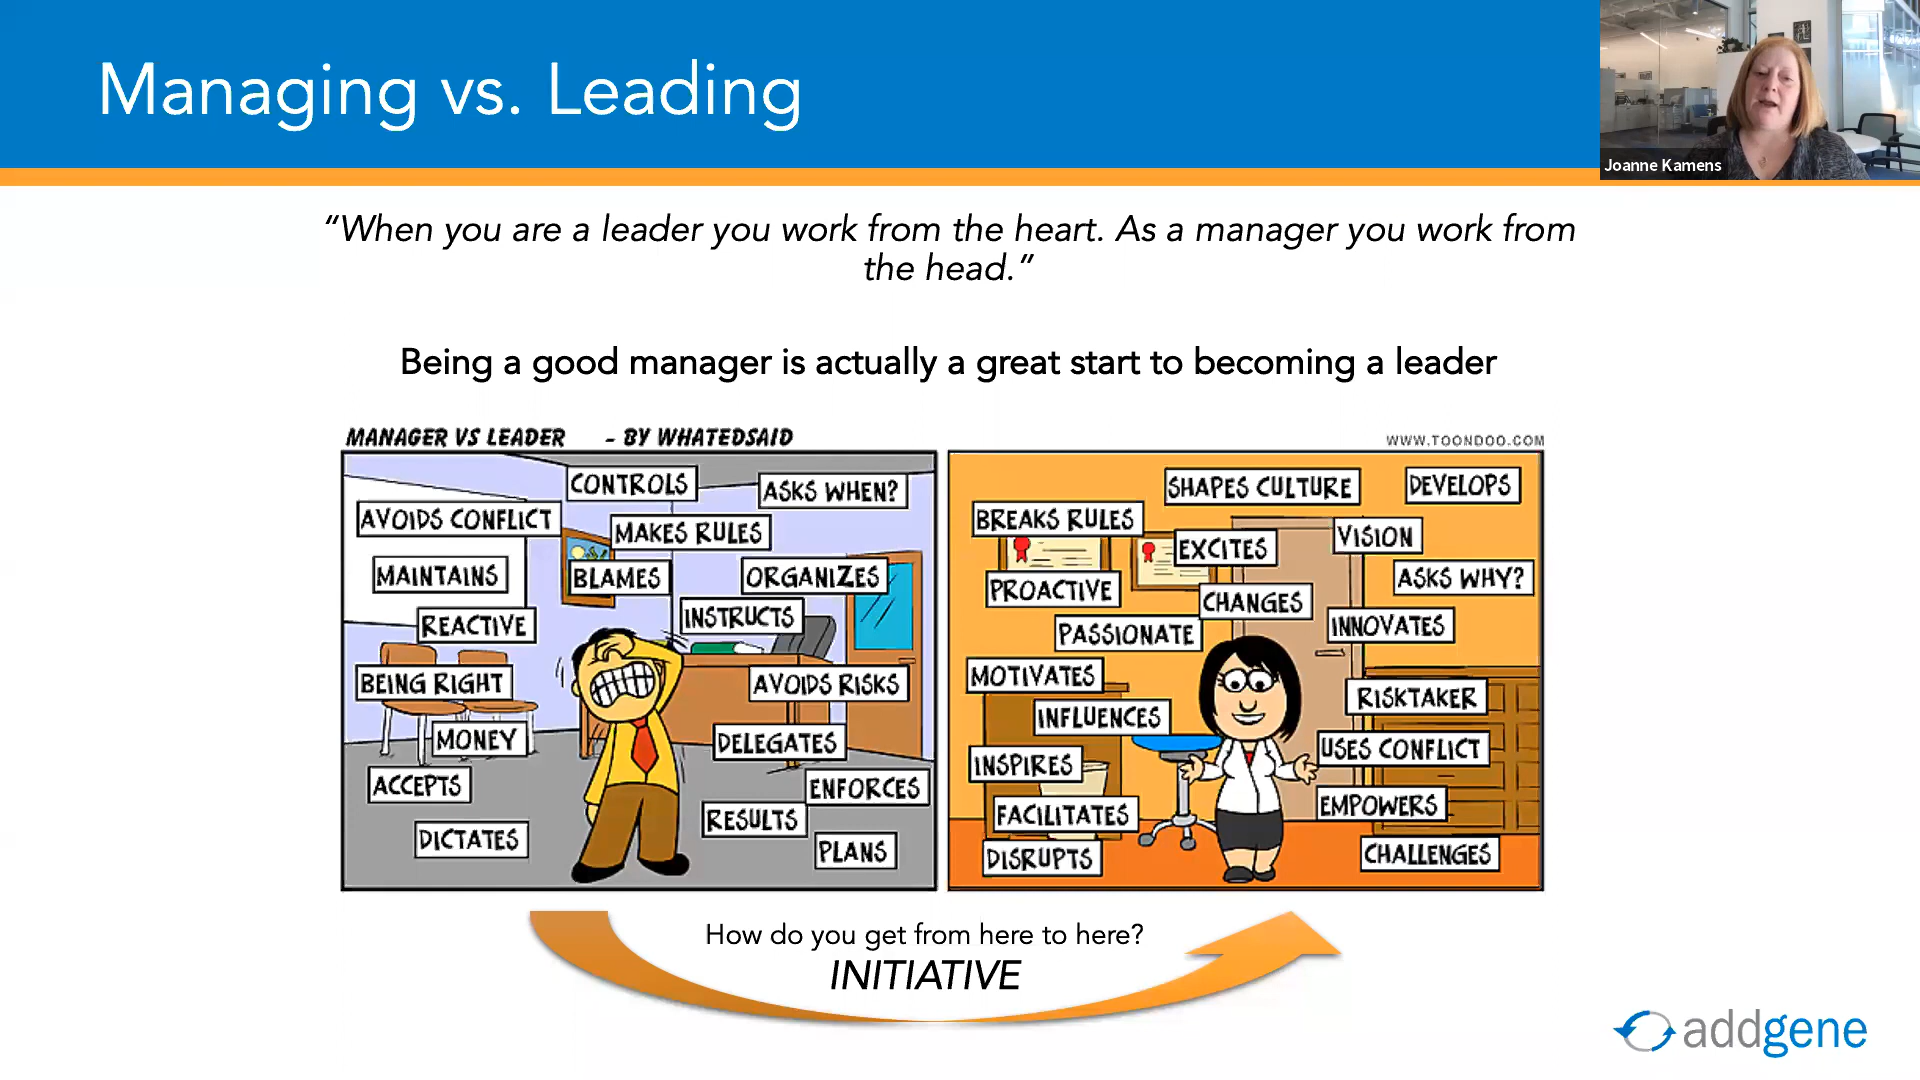 Managing vs. Leading
Joanne Kamens
“When you are a leader you work from the heart. As a manager you work from
the head.”
Being a good manager is actually a great start to becoming a leader
MANAGER VS LEADER - BY WHATEDSAID
WWW.TOONDOO.COM
CONTROLS
ASKS WHEN?
AVOIDS CONFLICT
MAKES RULES
MAINTAINS
BLAMES
ORGANIZES
REACTIVE
INSTRUCTS
BEING RIGHT
AVOIDS RISKS
MONEY
DELEGATES
ACCEPTS
ENFORCES
RESULTS
DICTATES
PLANS
SHAPES CULTURE
DEVELOPS
BREAKS RULES
EXCITES
VISION
PROACTIVE
CHANGES
ASKS WHY?
PASSIONATE
INNOVATES
MOTIVATES
RISKTAKER
INFLUENCES
USES CONFLICT
INSPIRES
EMPOWERS
FACILITATES
DISRUPTS
CHALLENGES
How do you get from here to here?
INITIATIVE
addgene